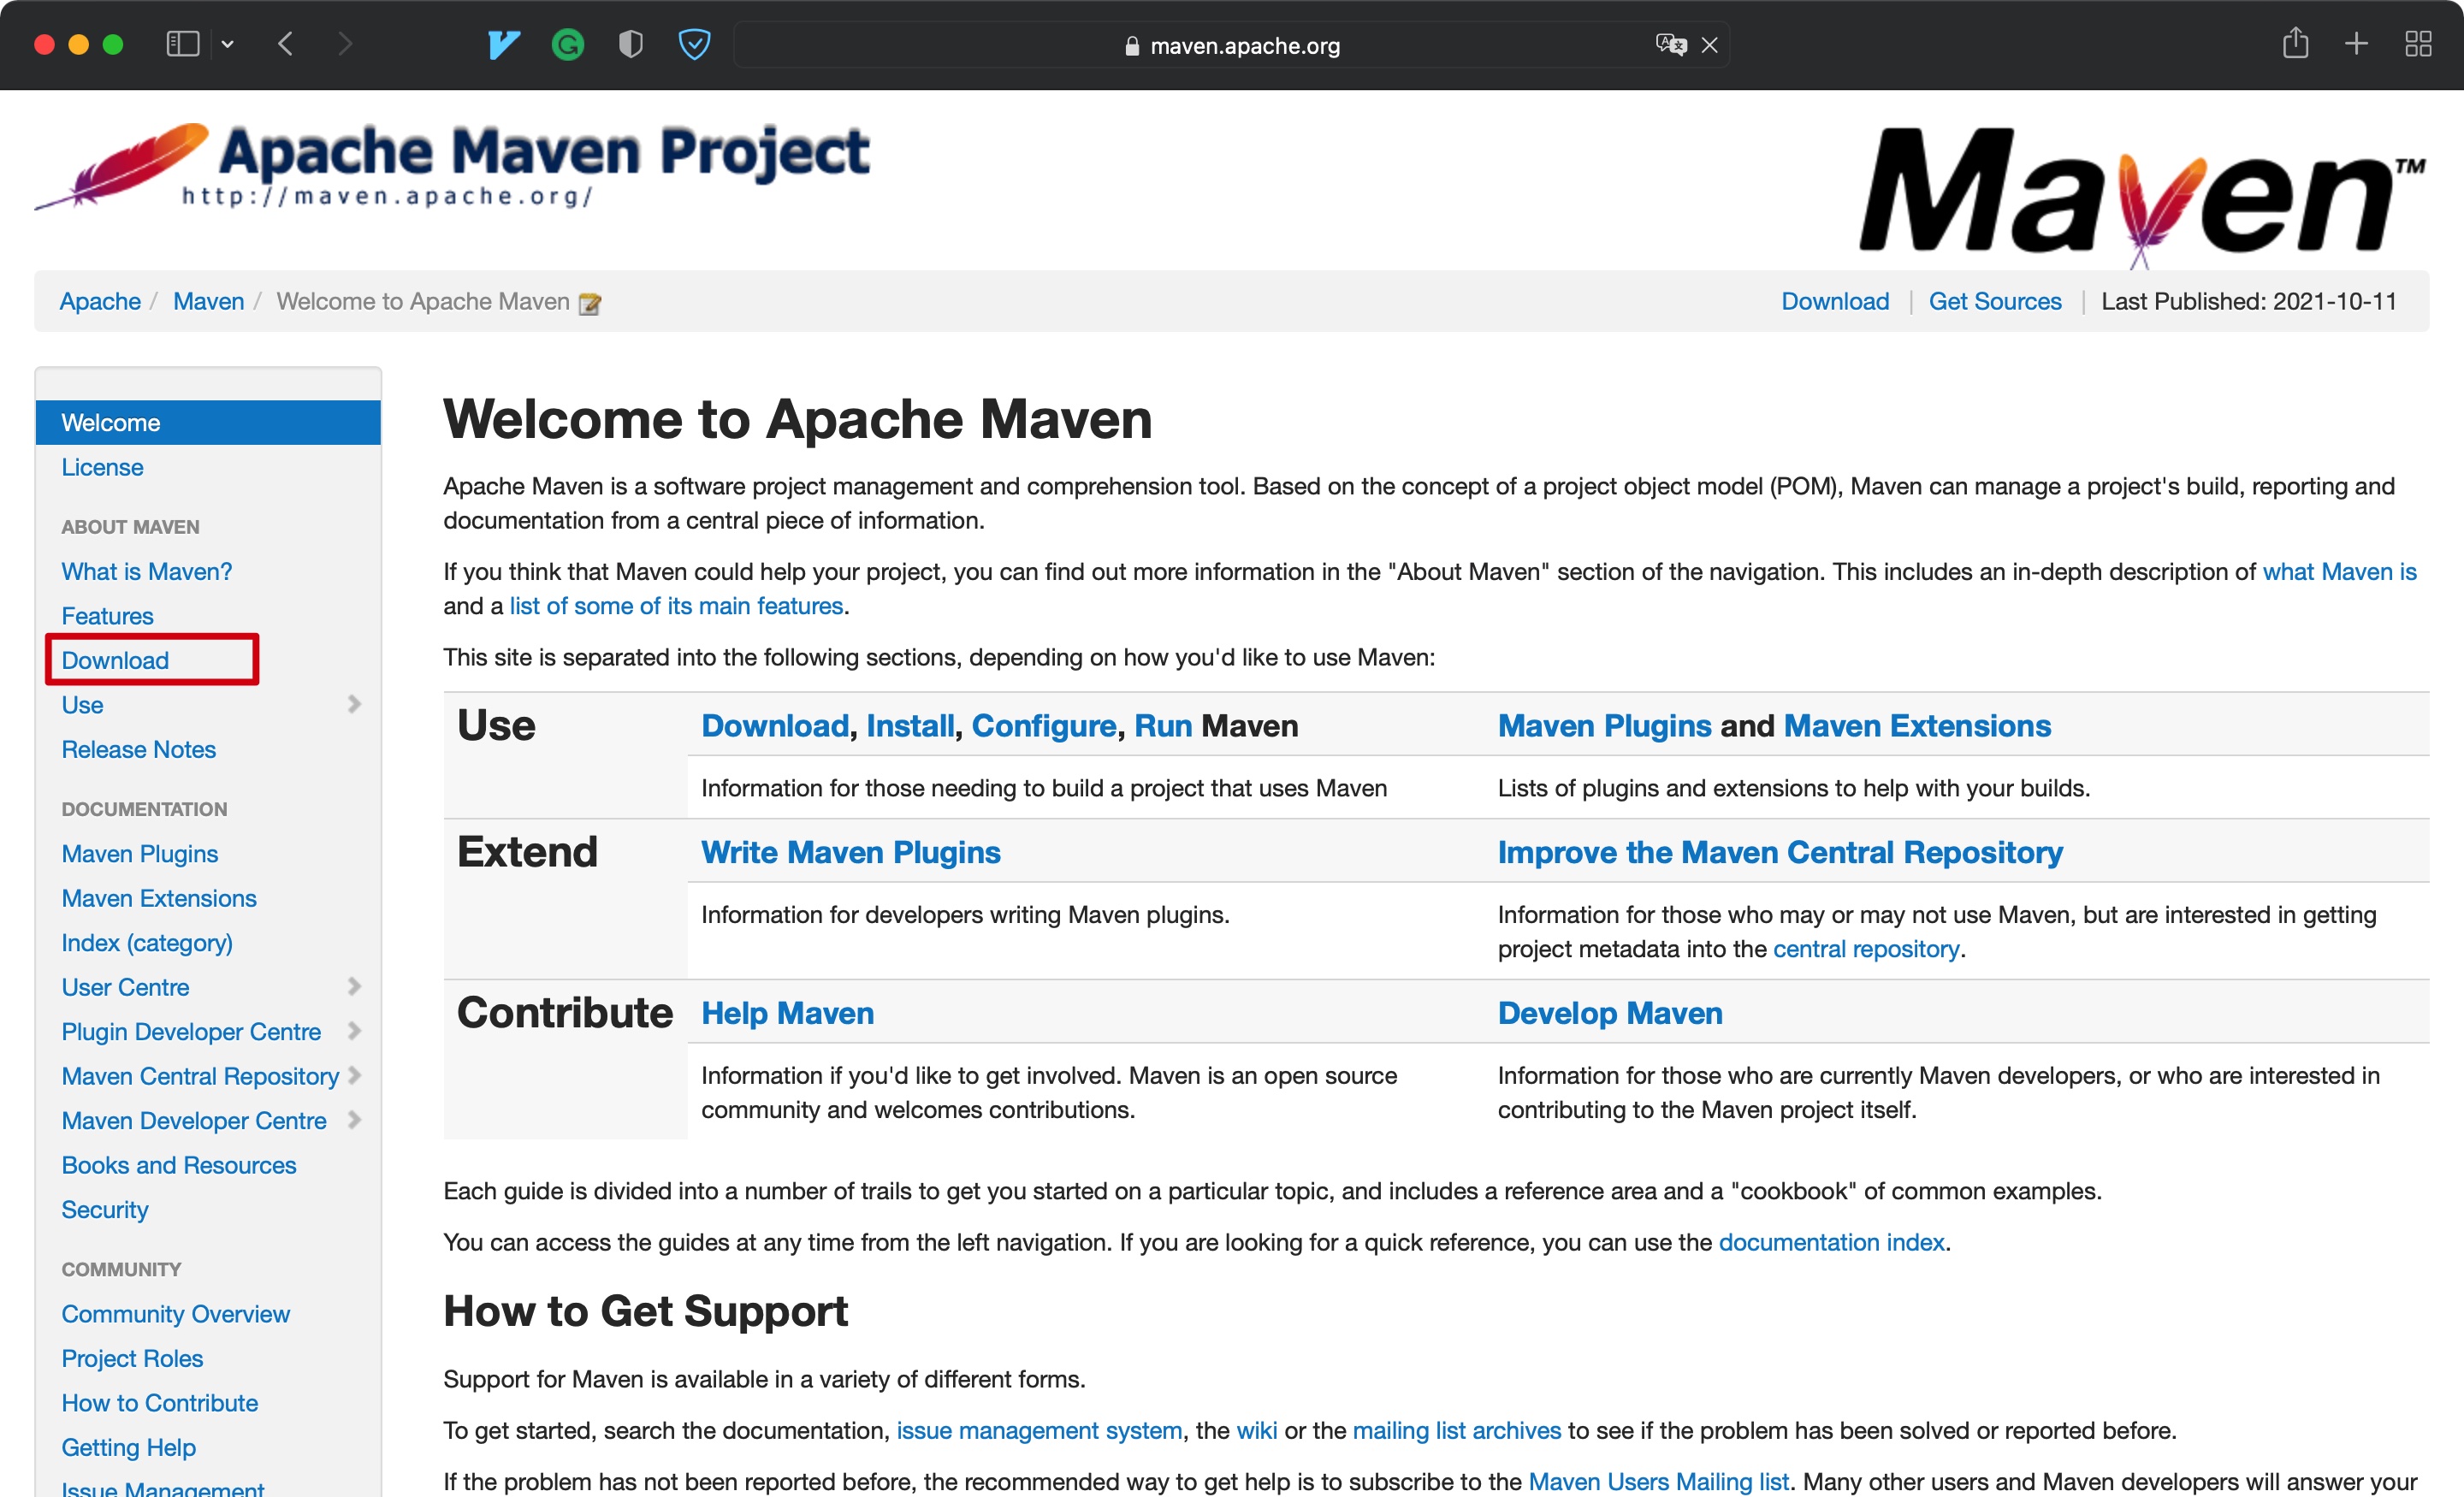 maven.apache.org
Apache Maven Project
http://maven.apache.org/
Maven™
Apache / Maven / Welcome to Apache Maven
Download | Get Sources | Last Published: 2021-10-11
Welcome
License
ABOUT MAVEN
What is Maven?
Features
Download
Use
Release Notes
DOCUMENTATION
Maven Plugins
Maven Extensions
Index (category)
User Centre
Plugin Developer Centre
Maven Central Repository
Maven Developer Centre
Books and Resources
Security
COMMUNITY
Community Overview
Project Roles
How to Contribute
Getting Help
Issue Management
Welcome to Apache Maven
Apache Maven is a software project management and comprehension tool. Based on the concept of a project object model (POM), Maven can manage a project's build, reporting and
documentation from a central piece of information.
If you think that Maven could help your project, you can find out more information in the "About Maven" section of the navigation. This includes an in-depth description of what Maven is
and a list of some of its main features.
This site is separated into the following sections, depending on how you'd like to use Maven:
Use
Download, Install, Configure, Run Maven
Maven Plugins and Maven Extensions
Information for those needing to build a project that uses Maven
Lists of plugins and extensions to help with your builds.
Extend
Write Maven Plugins
Improve the Maven Central Repository
Information for developers writing Maven plugins.
Information for those who may or may not use Maven, but are interested in getting
project metadata into the central repository.
Contribute
Help Maven
Develop Maven
Information if you'd like to get involved. Maven is an open source
community and welcomes contributions.
Information for those who are currently Maven developers, or who are interested in
contributing to the Maven project itself.
Each guide is divided into a number of trails to get you started on a particular topic, and includes a reference area and a "cookbook" of common examples.
You can access the guides at any time from the left navigation. If you are looking for a quick reference, you can use the documentation index.
How to Get Support
Support for Maven is available in a variety of different forms.
To get started, search the documentation, issue management system, the wiki or the mailing list archives to see if the problem has been solved or reported before.
If the problem has not been reported before, the recommended way to get help is to subscribe to the Maven Users Mailing list. Many other users and Maven developers will answer your